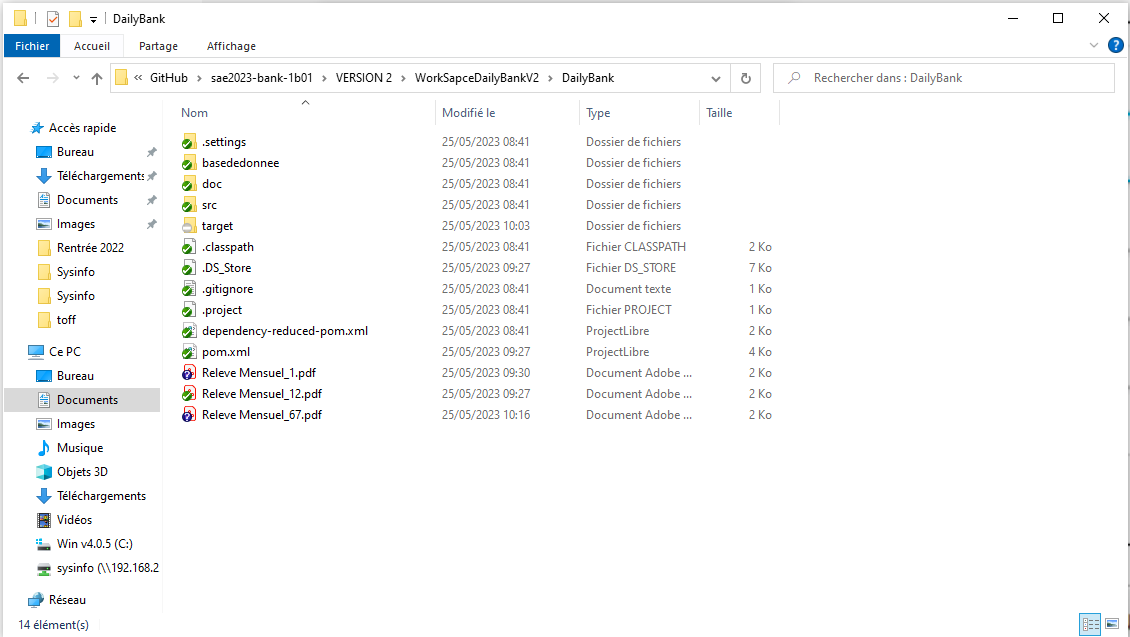 DailyBank
Fichier Accueil Partage Affichage
« GitHub > sae2023-bank-1b01 > VERSION 2 > WorkSapceDailyBankV2 > DailyBank
Rechercher dans : DailyBank
Nom Modifié le Type Taille
.settings 25/05/2023 08:41 Dossier de fichiers
basededonnee 25/05/2023 08:41 Dossier de fichiers
doc 25/05/2023 08:41 Dossier de fichiers
src 25/05/2023 08:41 Dossier de fichiers
target 25/05/2023 10:03 Dossier de fichiers
.classpath 25/05/2023 08:41 Fichier CLASSPATH 2 Ko
.DS_Store 25/05/2023 09:27 Fichier DS_STORE 7 Ko
.gitignore 25/05/2023 08:41 Document texte 1 Ko
.project 25/05/2023 08:41 Fichier PROJECT 1 Ko
dependency-reduced-pom.xml 25/05/2023 08:41 ProjectLibre 2 Ko
pom.xml 25/05/2023 09:27 ProjectLibre 4 Ko
Releve Mensuel_1.pdf 25/05/2023 09:30 Document Adobe ... 2 Ko
Releve Mensuel_12.pdf 25/05/2023 09:27 Document Adobe ... 2 Ko
Releve Mensuel_67.pdf 25/05/2023 10:16 Document Adobe ... 2 Ko
Accès rapide
Bureau
Téléchargements
Documents
Images
Rentrée 2022
Sysinfo
Sysinfo
toff
Ce PC
Bureau
Documents
Images
Musique
Objets 3D
Téléchargements
Vidéos
Win v4.0.5 (C:)
sysinfo (\\192.168.2
Réseau
14 élément(s)